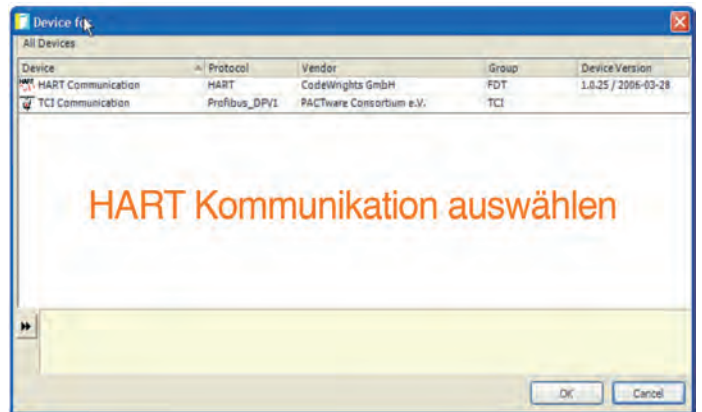 Device for
All Devices
Device Protocol Vendor Group Device Version
HART Communication HART CodeWrights GmbH FDT 1.0.25 / 2006-03-28
TCI Communication Profibus_DPV1 PACTware Consortium e.V. TCI
HART Kommunikation auswählen
OK Cancel